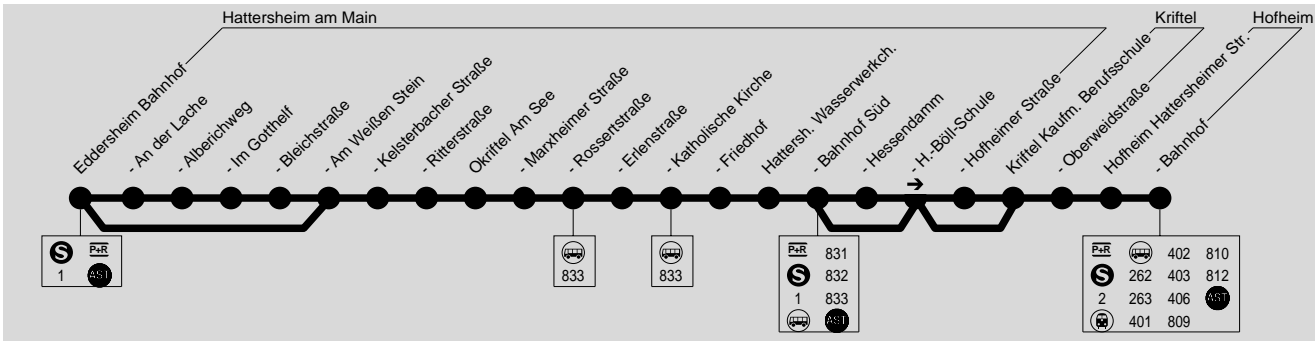 Hattersheim am Main
Kriftel
Hofheim
Eddersheim Bahnhof
- An der Lache
- Alberichweg
- Im Gotthelf
- Bleichstraße
- Am Weißen Stein
- Kelsterbacher Straße
- Ritterstraße
Okriftel Am See
- Marxheimer Straße
- Rossertstraße
- Erlenstraße
- Katholische Kirche
- Friedhof
Hattersh. Wasserwerkch.
- Bahnhof Süd
- Hessendamm
- H.-Böll-Schule
- Hofheimer Straße
Kriftel Kaufm. Berufsschule
- Oberweidstraße
Hofheim Hattersheimer Str.
- Bahnhof
S P+R
1 AST
833
833
P+R 831
S 832
1 833
AST
P+R 402 810
S 262 403 812
2 263 406 AST
401 809